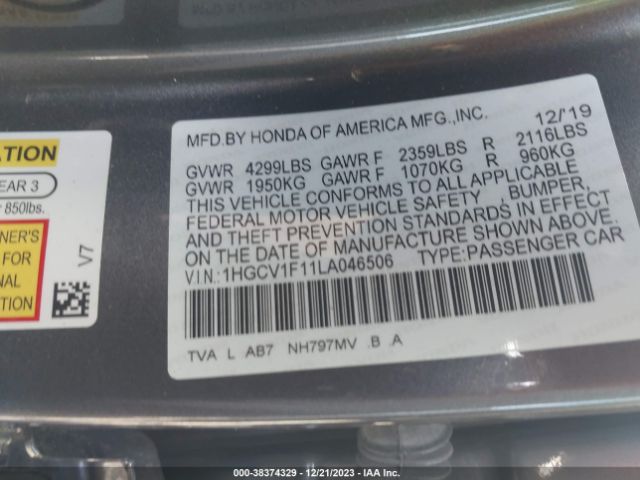 MFD.BY HONDA OF AMERICA MFG.,INC. 12/'19
GVWR 4299LBS GAWR F 2359LBS R 2116LBS
GVWR 1950KG GAWR F 1070KG R 960KG
THIS VEHICLE CONFORMS TO ALL APPLICABLE
FEDERAL MOTOR VEHICLE SAFETY , BUMPER,
AND THEFT PREVENTION STANDARDS IN EFFECT
ON THE DATE OF MANUFACTURE SHOWN ABOVE.
VIN.:1HGCV1F11LA046506 TYPE:PASSENGER CAR
TVA L AB7 NH797MV .B .A
ATION
EAR 3
850lbs.
NER'S
FOR
NAL
TION
V7
000-38374329 - 12/21/2023 - IAA Inc.